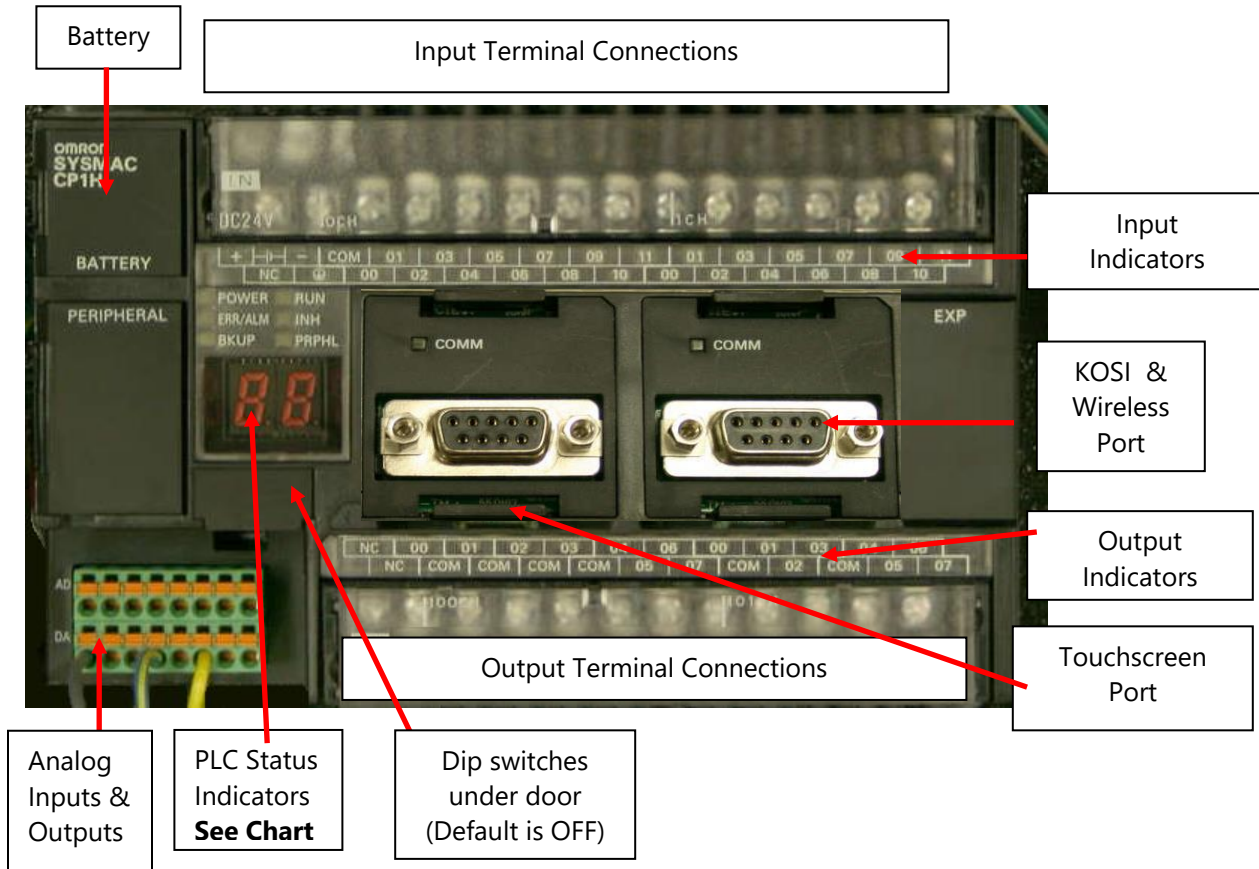 Battery
Input Terminal Connections
OMRON
SYSMAC
CP1H
IN
DC24V
1CH
BATTERY
+ − COM 01 03 05 07 09 11 01 03 05 07 09 11
NC 00 02 04 06 08 10 00 02 04 06 08 10
Input
Indicators
PERIPHERAL
POWER RUN
ERR/ALM INH
BKUP PRPHL
8.8
COMM
COMM
EXP
KOSI &
Wireless
Port
NC 00 01 02 03 04 06 00 01 03 04 06
NC COM COM COM COM 05 07 COM 02 COM 05 07
Output
Indicators
AD
DA
Output Terminal Connections
Touchscreen
Port
Analog
Inputs &
Outputs
PLC Status
Indicators
See Chart
Dip switches
under door
(Default is OFF)